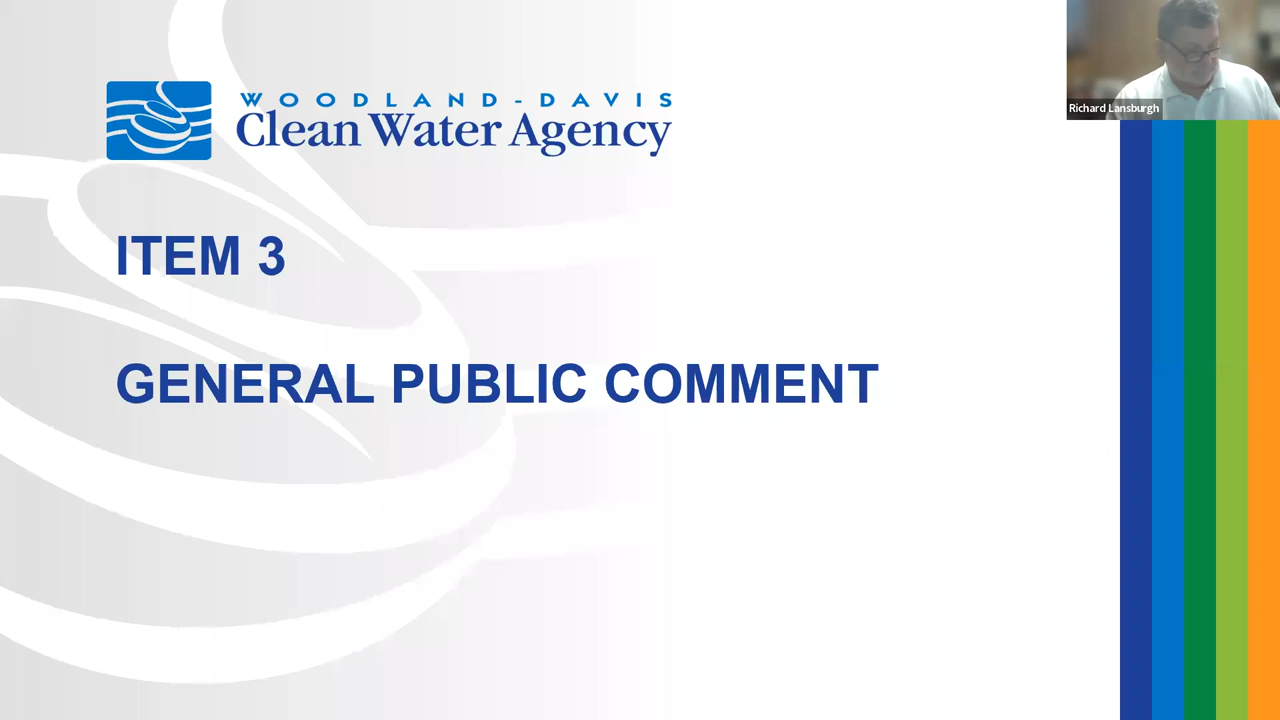 WOODLAND-DAVIS
Clean Water Agency
Richard Lansburgh
ITEM 3
GENERAL PUBLIC COMMENT